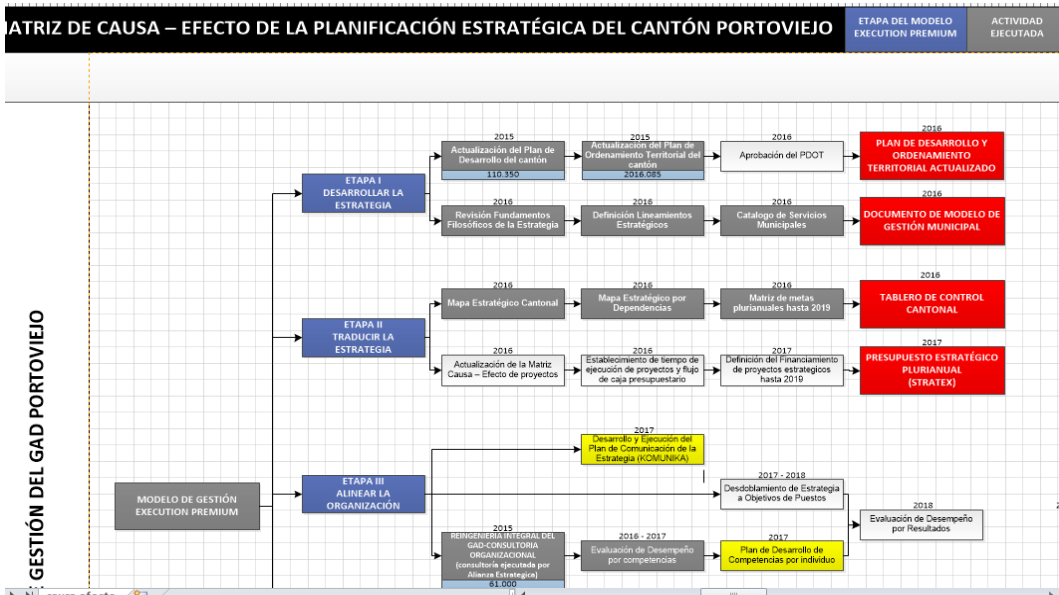 MATRIZ DE CAUSA – EFECTO DE LA PLANIFICACIÓN ESTRATÉGICA DEL CANTÓN PORTOVIEJO
ETAPA DEL MODELO
EXECUTION PREMIUM
ACTIVIDAD
EJECUTADA
GESTIÓN DEL GAD PORTOVIEJO
MODELO DE GESTIÓN
EXECUTION PREMIUM
ETAPA I
DESARROLLAR LA
ESTRATEGIA
2015
Actualización del Plan de
Desarrollo del cantón
110.350
2015
Actualización del Plan de
Ordenamiento Territorial del
cantón
2016.085
2016
Aprobación del PDOT
2016
PLAN DE DESARROLLO Y
ORDENAMIENTO
TERRITORIAL ACTUALIZADO
2016
Revisión Fundamentos
Filosóficos de la Estrategia
2016
Definición Lineamientos
Estratégicos
2016
Catalogo de Servicios
Municipales
2016
DOCUMENTO DE MODELO DE
GESTIÓN MUNICIPAL
ETAPA II
TRADUCIR LA
ESTRATEGIA
2016
Mapa Estratégico Cantonal
2016
Mapa Estratégico por
Dependencias
2016
Matriz de metas
plurianuales hasta 2019
2016
TABLERO DE CONTROL
CANTONAL
2016
Actualización de la Matriz
Causa – Efecto de proyectos
2016
Establecimiento de tiempo de
ejecución de proyectos y flujo
de caja presupuestario
2017
Definición del Financiamiento
de proyectos estrategicos
hasta 2019
2017
PRESUPUESTO ESTRATÉGICO
PLURIANUAL
(STRATEX)
ETAPA III
ALINEAR LA
ORGANIZACIÓN
2017
Desarrollo y Ejecución del
Plan de Comunicación de la
Estrategia (KOMUNIKA)
2017 - 2018
Desdoblamiento de Estrategia
a Objetivos de Puestos
2018
Evaluación de Desempeño
por Resultados
2015
REINGENIERIA INTEGRAL DEL
GAD-CONSULTORIA
ORGANIZACIONAL
(consultoría ejecutada por
Alianza Estrategica)
61.000
2016 - 2017
Evaluación de Desempeño
por competencias
2017
Plan de Desarrollo de
Competencias por individuo